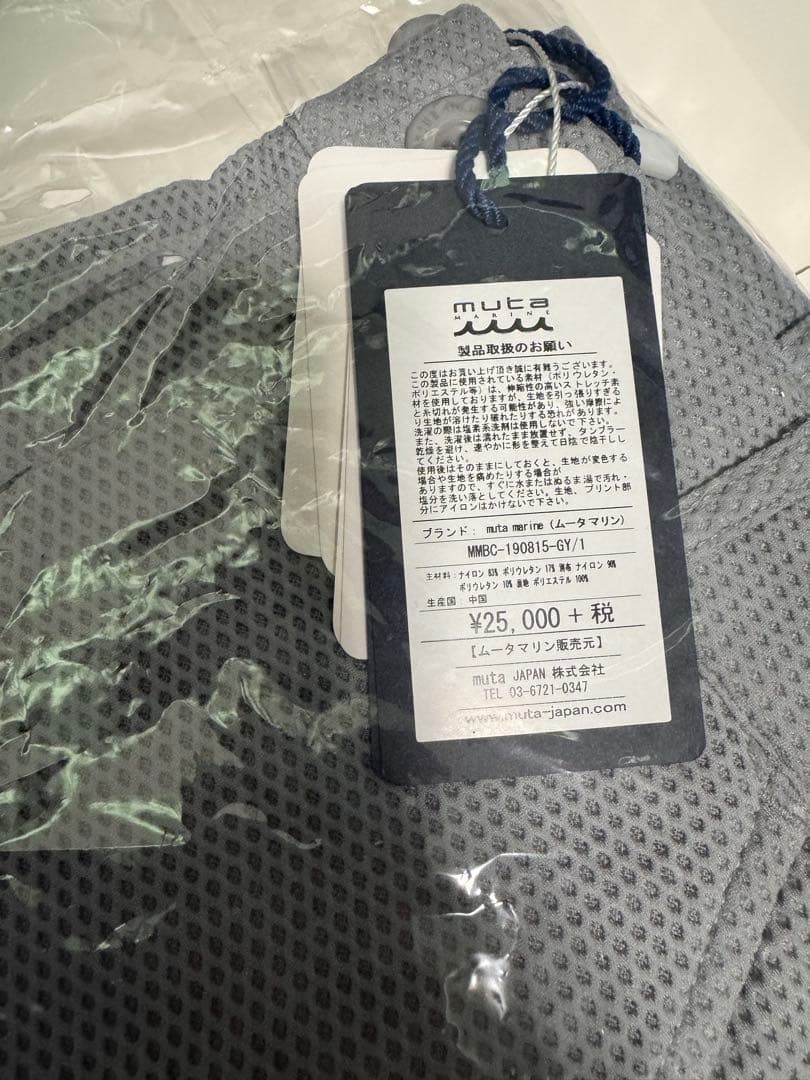 muta
MARINE
製品取扱のお願い
この度はお買い上げ頂き誠に有難うございます。
この製品に使用されている素材（ポリウレタン・
ポリエステル等）は、伸縮性の高いストレッチ素
材を使用しておりますが、生地を引っ張りすぎる
と糸切れが発生する可能性があり、強い摩擦によ
り生地が溶けたり破れたりする恐れがあります。
洗濯の際は塩素系洗剤は使用しないで下さい。
また、洗濯後は濡れたまま放置せず、タンブラー
乾燥を避け、速やかに形を整えて日陰で陰干しし
てください。
使用後はそのままにしておくと、生地が変色する
場合や生地を痛めたりする場合が
ありますので、すぐに水またはぬるま湯で汚れ・
塩分を洗い落としてください。生地、プリント部
分にアイロンはかけないで下さい。
ブランド： muta marine（ムータマリン）
MMBC-190815-GY/1
主材料：ナイロン 83% ポリウレタン 17% 別布 ナイロン 90%
ポリウレタン 10% 裏地 ポリエステル 100%
生産国：中国
¥25,000 + 税
【ムータマリン販売元】
muta JAPAN 株式会社
TEL 03-6721-0347
www.muta-japan.com